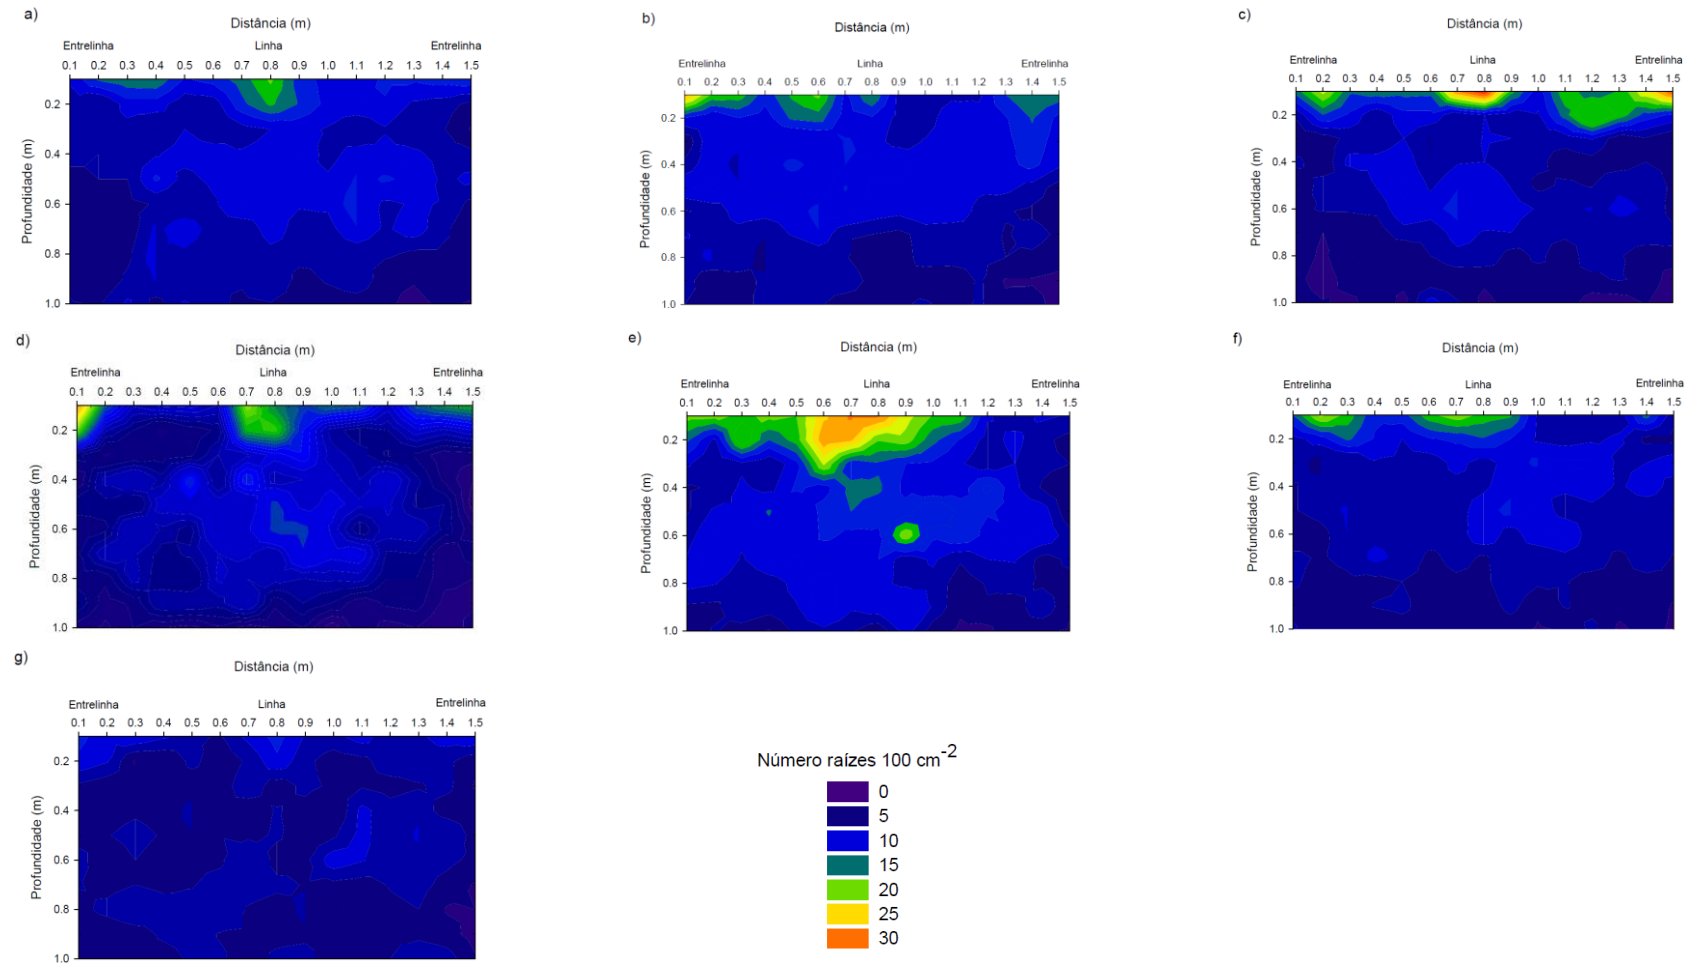 a)
Distância (m)
Entrelinha Linha Entrelinha
0.1 0.2 0.3 0.4 0.5 0.6 0.7 0.8 0.9 1.0 1.1 1.2 1.3 1.4 1.5
Profundidade (m)
0.2
0.4
0.6
0.8
1.0
b)
Distância (m)
Entrelinha Linha Entrelinha
0.1 0.2 0.3 0.4 0.5 0.6 0.7 0.8 0.9 1.0 1.1 1.2 1.3 1.4 1.5
Profundidade (m)
0.2
0.4
0.6
0.8
1.0
c)
Distância (m)
Entrelinha Linha Entrelinha
0.1 0.2 0.3 0.4 0.5 0.6 0.7 0.8 0.9 1.0 1.1 1.2 1.3 1.4 1.5
Profundidade (m)
0.2
0.4
0.6
0.8
1.0
d)
Distância (m)
Entrelinha Linha Entrelinha
0.1 0.2 0.3 0.4 0.5 0.6 0.7 0.8 0.9 1.0 1.1 1.2 1.3 1.4 1.5
Profundidade (m)
0.2
0.4
0.6
0.8
1.0
e)
Distância (m)
Entrelinha Linha Entrelinha
0.1 0.2 0.3 0.4 0.5 0.6 0.7 0.8 0.9 1.0 1.1 1.2 1.3 1.4 1.5
Profundidade (m)
0.2
0.4
0.6
0.8
1.0
f)
Distância (m)
Entrelinha Linha Entrelinha
0.1 0.2 0.3 0.4 0.5 0.6 0.7 0.8 0.9 1.0 1.1 1.2 1.3 1.4 1.5
Profundidade (m)
0.2
0.4
0.6
0.8
1.0
g)
Distância (m)
Entrelinha Linha Entrelinha
0.1 0.2 0.3 0.4 0.5 0.6 0.7 0.8 0.9 1.0 1.1 1.2 1.3 1.4 1.5
Profundidade (m)
0.2
0.4
0.6
0.8
1.0
Número raízes 100 cm-2
0
5
10
15
20
25
30